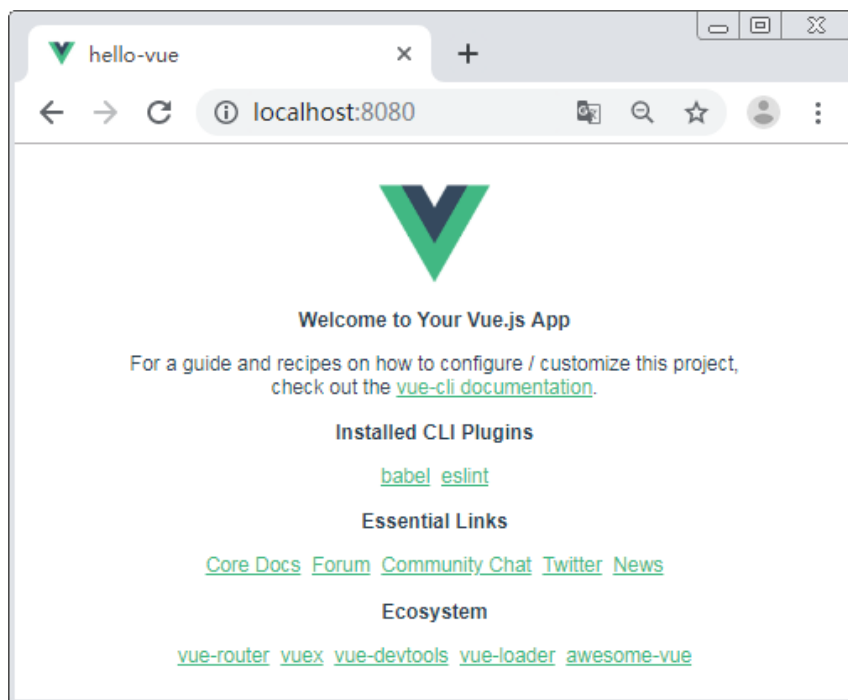 hello-vue
localhost:8080
Welcome to Your Vue.js App
For a guide and recipes on how to configure / customize this project,
check out the vue-cli documentation.
Installed CLI Plugins
babel eslint
Essential Links
Core Docs Forum Community Chat Twitter News
Ecosystem
vue-router vuex vue-devtools vue-loader awesome-vue